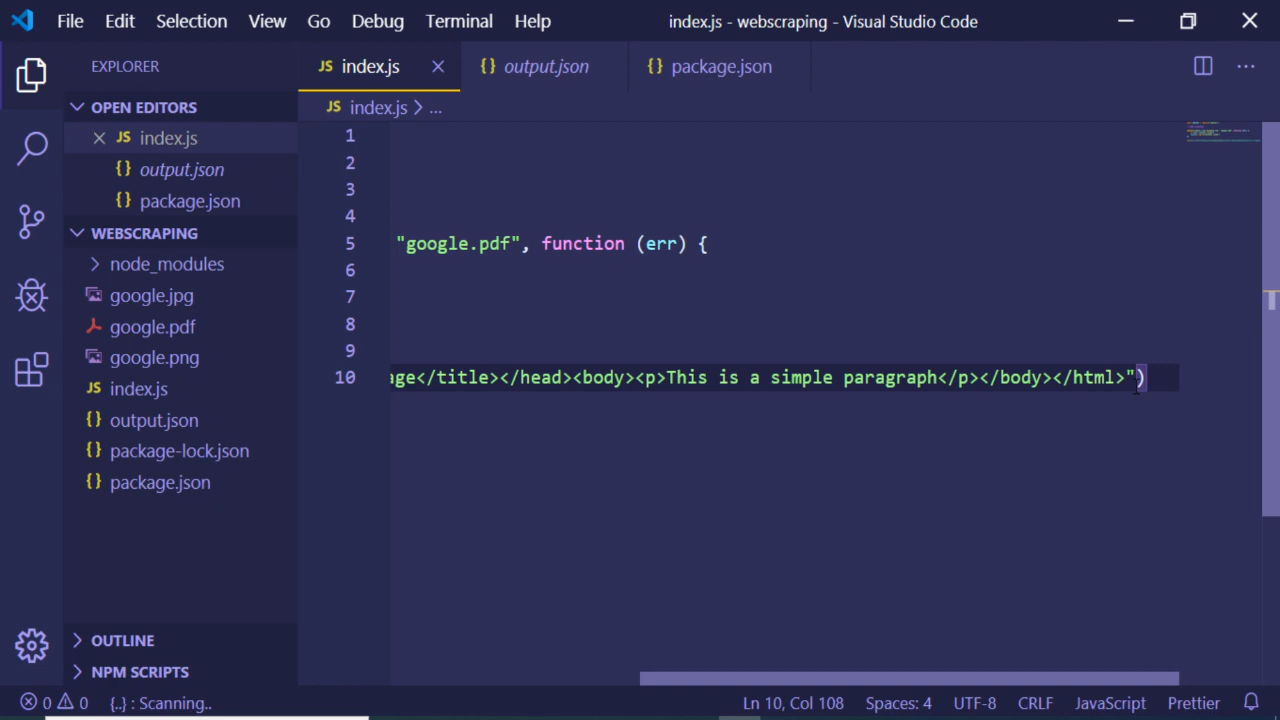 File Edit Selection View Go Debug Terminal Help index.js - webscraping - Visual Studio Code
EXPLORER
OPEN EDITORS
JS index.js
{} output.json
{} package.json
WEBSCRAPING
node_modules
google.jpg
google.pdf
google.png
JS index.js
{} output.json
{} package-lock.json
{} package.json
OUTLINE
NPM SCRIPTS
JS index.js {} output.json {} package.json
JS index.js > ...
1
2
3
4
5 "google.pdf", function (err) {
6
7
8
9
10 age</title></head><body><p>This is a simple paragraph</p></body></html>")
0 0 {..} : Scanning.. Ln 10, Col 108 Spaces: 4 UTF-8 CRLF JavaScript Prettier